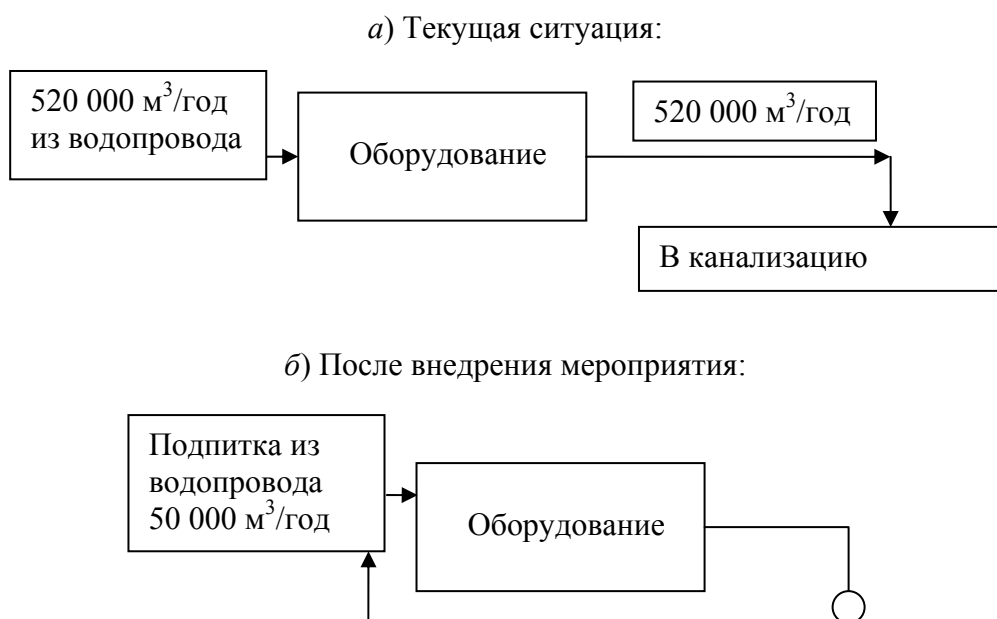 а) Текущая ситуация:
520 000 м³/год
из водопровода
Оборудование
520 000 м³/год
В канализацию
б) После внедрения мероприятия:
Подпитка из
водопровода
50 000 м³/год
Оборудование